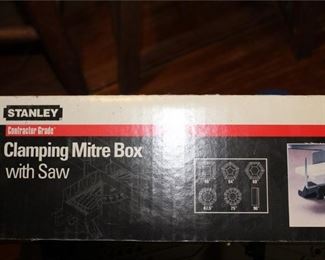 STANLEY
Contractor Grade
Clamping Mitre Box
with Saw